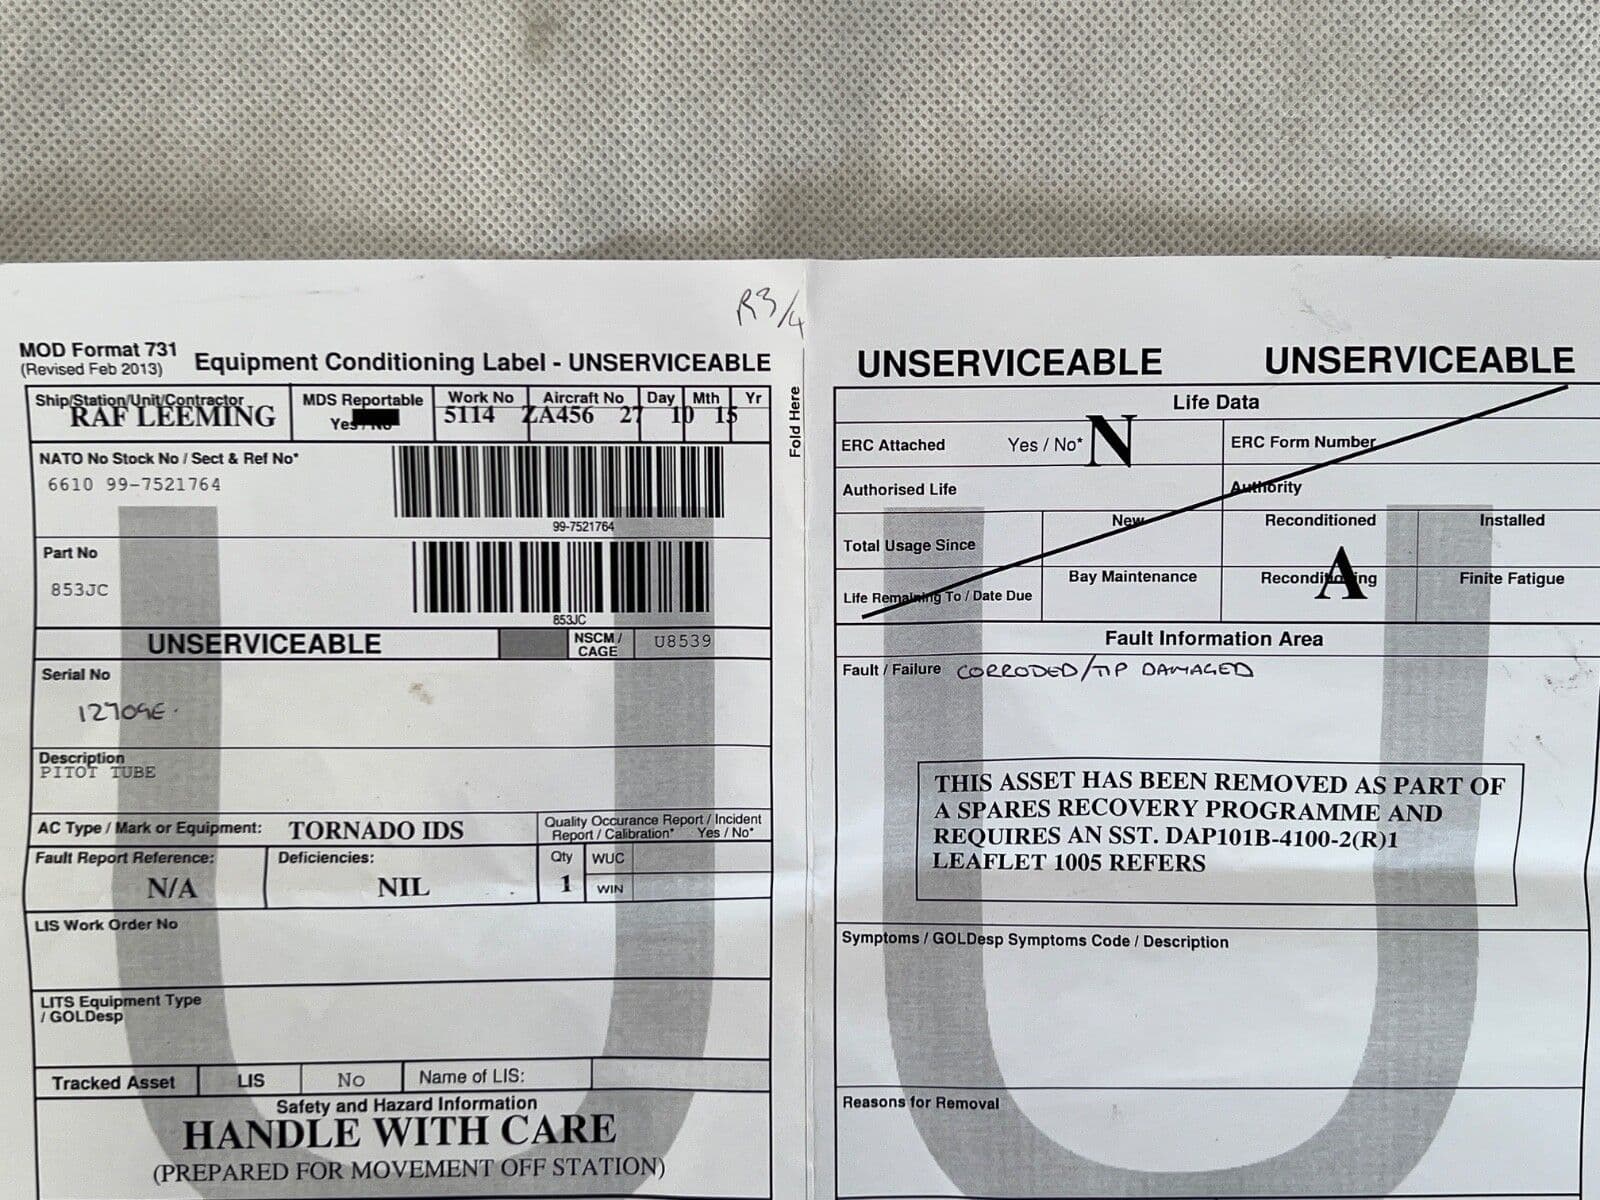 R3/4
MOD Format 731
(Revised Feb 2013)
Equipment Conditioning Label - UNSERVICEABLE
Ship/Station/Unit/Contractor
RAF LEEMING
MDS Reportable
Yes / No
Work No
5114
Aircraft No
ZA456
Day
27
Mth
10
Yr
15
NATO No Stock No / Sect & Ref No*
6610 99-7521764
99-7521764
Part No
853JC
853JC
UNSERVICEABLE
NSCM /
CAGE
U8539
Serial No
12709E
Description
PITOT TUBE
AC Type / Mark or Equipment:
TORNADO IDS
Quality Occurance Report / Incident
Report / Calibration* Yes / No*
Fault Report Reference:
N/A
Deficiencies:
NIL
Qty
1
WUC
WIN
LIS Work Order No
LITS Equipment Type
/ GOLDesp
Tracked Asset
LIS
No
Name of LIS:
Safety and Hazard Information
HANDLE WITH CARE
(PREPARED FOR MOVEMENT OFF STATION)
Fold Here
UNSERVICEABLE UNSERVICEABLE
Life Data
ERC Attached Yes / No* N
ERC Form Number
Authorised Life
Authority
Total Usage Since
New
Reconditioned
Installed
Life Remaining To / Date Due
Bay Maintenance
Reconditioning
A
Finite Fatigue
Fault Information Area
Fault / Failure CORRODED/TIP DAMAGED
THIS ASSET HAS BEEN REMOVED AS PART OF
A SPARES RECOVERY PROGRAMME AND
REQUIRES AN SST. DAP101B-4100-2(R)1
LEAFLET 1005 REFERS
Symptoms / GOLDesp Symptoms Code / Description
Reasons for Removal